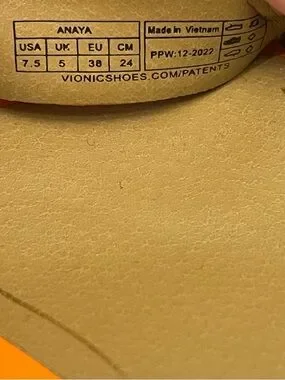 ANAYA
USA UK EU CM
7.5 5 38 24
Made in Vietnam
PPW:12-2022
VIONICSHOES.COM/PATENTS